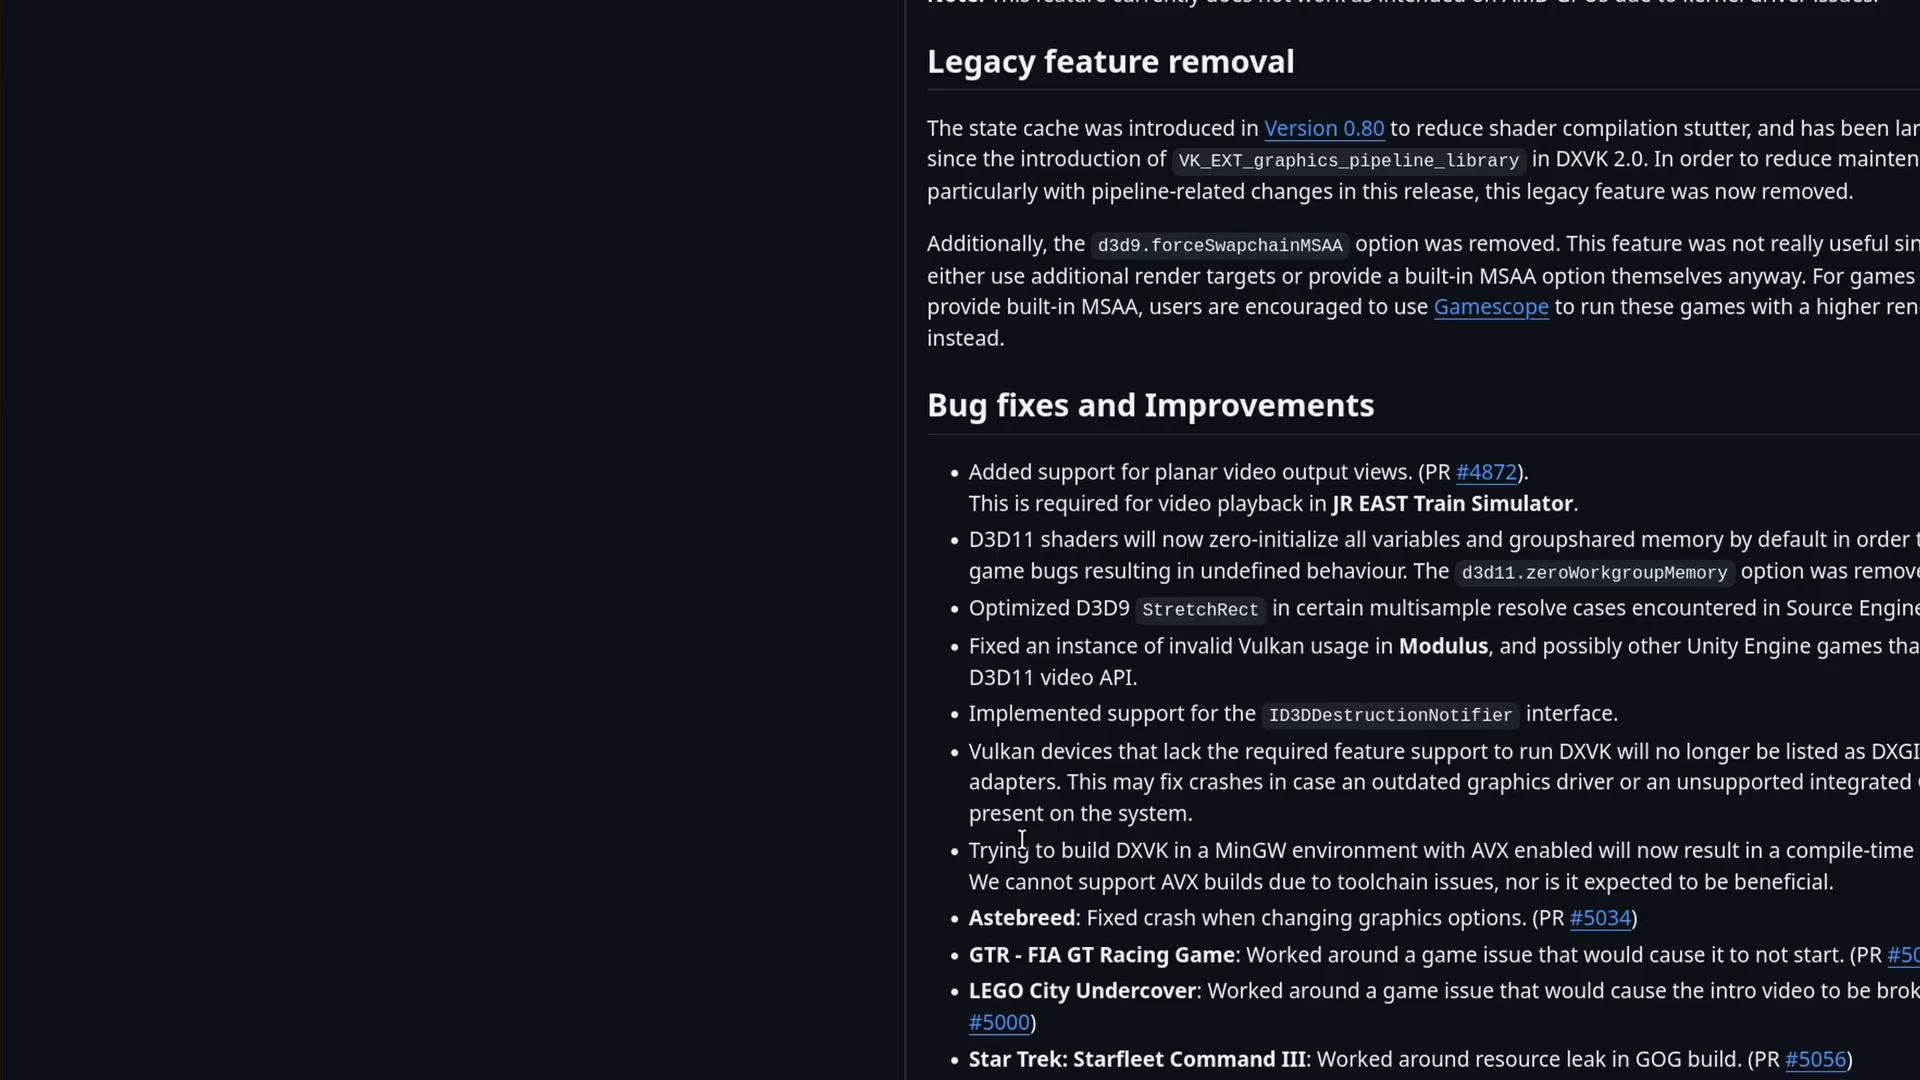 Note: This feature currently does not work as intended on AMD GPUs due to kernel driver issues.
Legacy feature removal
The state cache was introduced in Version 0.80 to reduce shader compilation stutter, and has been
since the introduction of VK_EXT_graphics_pipeline_library in DXVK 2.0. In order to reduce
particularly with pipeline-related changes in this release, this legacy feature was now removed.
Additionally, the d3d9.forceSwapchainMSAA option was removed. This feature was not really useful
either use additional render targets or provide a built-in MSAA option themselves anyway. For games
provide built-in MSAA, users are encouraged to use Gamescope to run these games with a higher
instead.
Bug fixes and Improvements
• Added support for planar video output views. (PR #4872).
This is required for video playback in JR EAST Train Simulator.
• D3D11 shaders will now zero-initialize all variables and groupshared memory by default in order
game bugs resulting in undefined behaviour. The d3d11.zeroWorkgroupMemory option was
• Optimized D3D9 StretchRect in certain multisample resolve cases encountered in Source Engine
• Fixed an instance of invalid Vulkan usage in Modulus, and possibly other Unity Engine games
D3D11 video API.
• Implemented support for the ID3DDestructionNotifier interface.
• Vulkan devices that lack the required feature support to run DXVK will no longer be listed as DXGI
adapters. This may fix crashes in case an outdated graphics driver or an unsupported integrated
present on the system.
• Trying to build DXVK in a MinGW environment with AVX enabled will now result in a compile-time
We cannot support AVX builds due to toolchain issues, nor is it expected to be beneficial.
• Astebreed: Fixed crash when changing graphics options. (PR #5034)
• GTR - FIA GT Racing Game: Worked around a game issue that would cause it to not start. (PR
• LEGO City Undercover: Worked around a game issue that would cause the intro video to be
#5000)
• Star Trek: Starfleet Command III: Worked around resource leak in GOG build. (PR #5056)